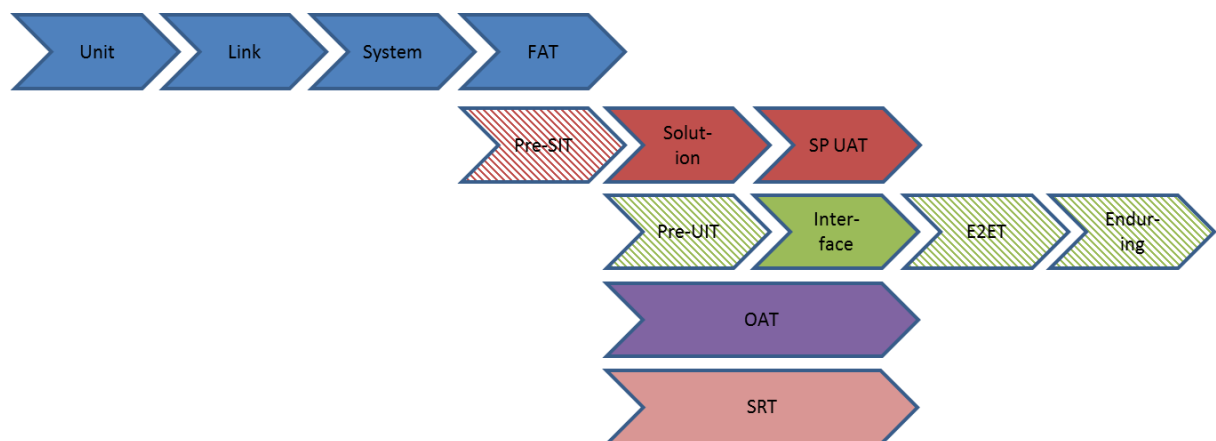 Unit
Link
System
FAT
Pre-SIT
Solut-
ion
SP UAT
Pre-UIT
Inter-
face
E2ET
Endur-
ing
OAT
SRT